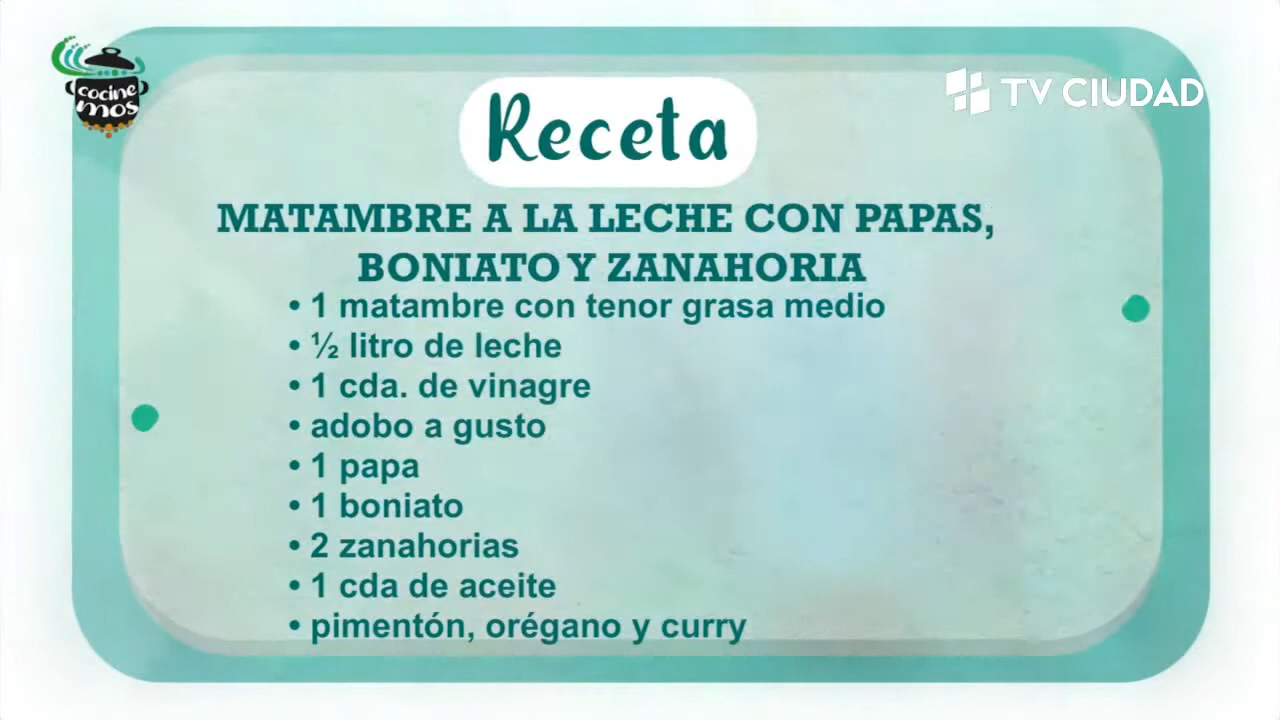 cocine
mos
TV CIUDAD
Receta
MATAMBRE A LA LECHE CON PAPAS,
BONIATO Y ZANAHORIA
• 1 matambre con tenor grasa medio
• ½ litro de leche
• 1 cda. de vinagre
• adobo a gusto
• 1 papa
• 1 boniato
• 2 zanahorias
• 1 cda de aceite
• pimentón, orégano y curry